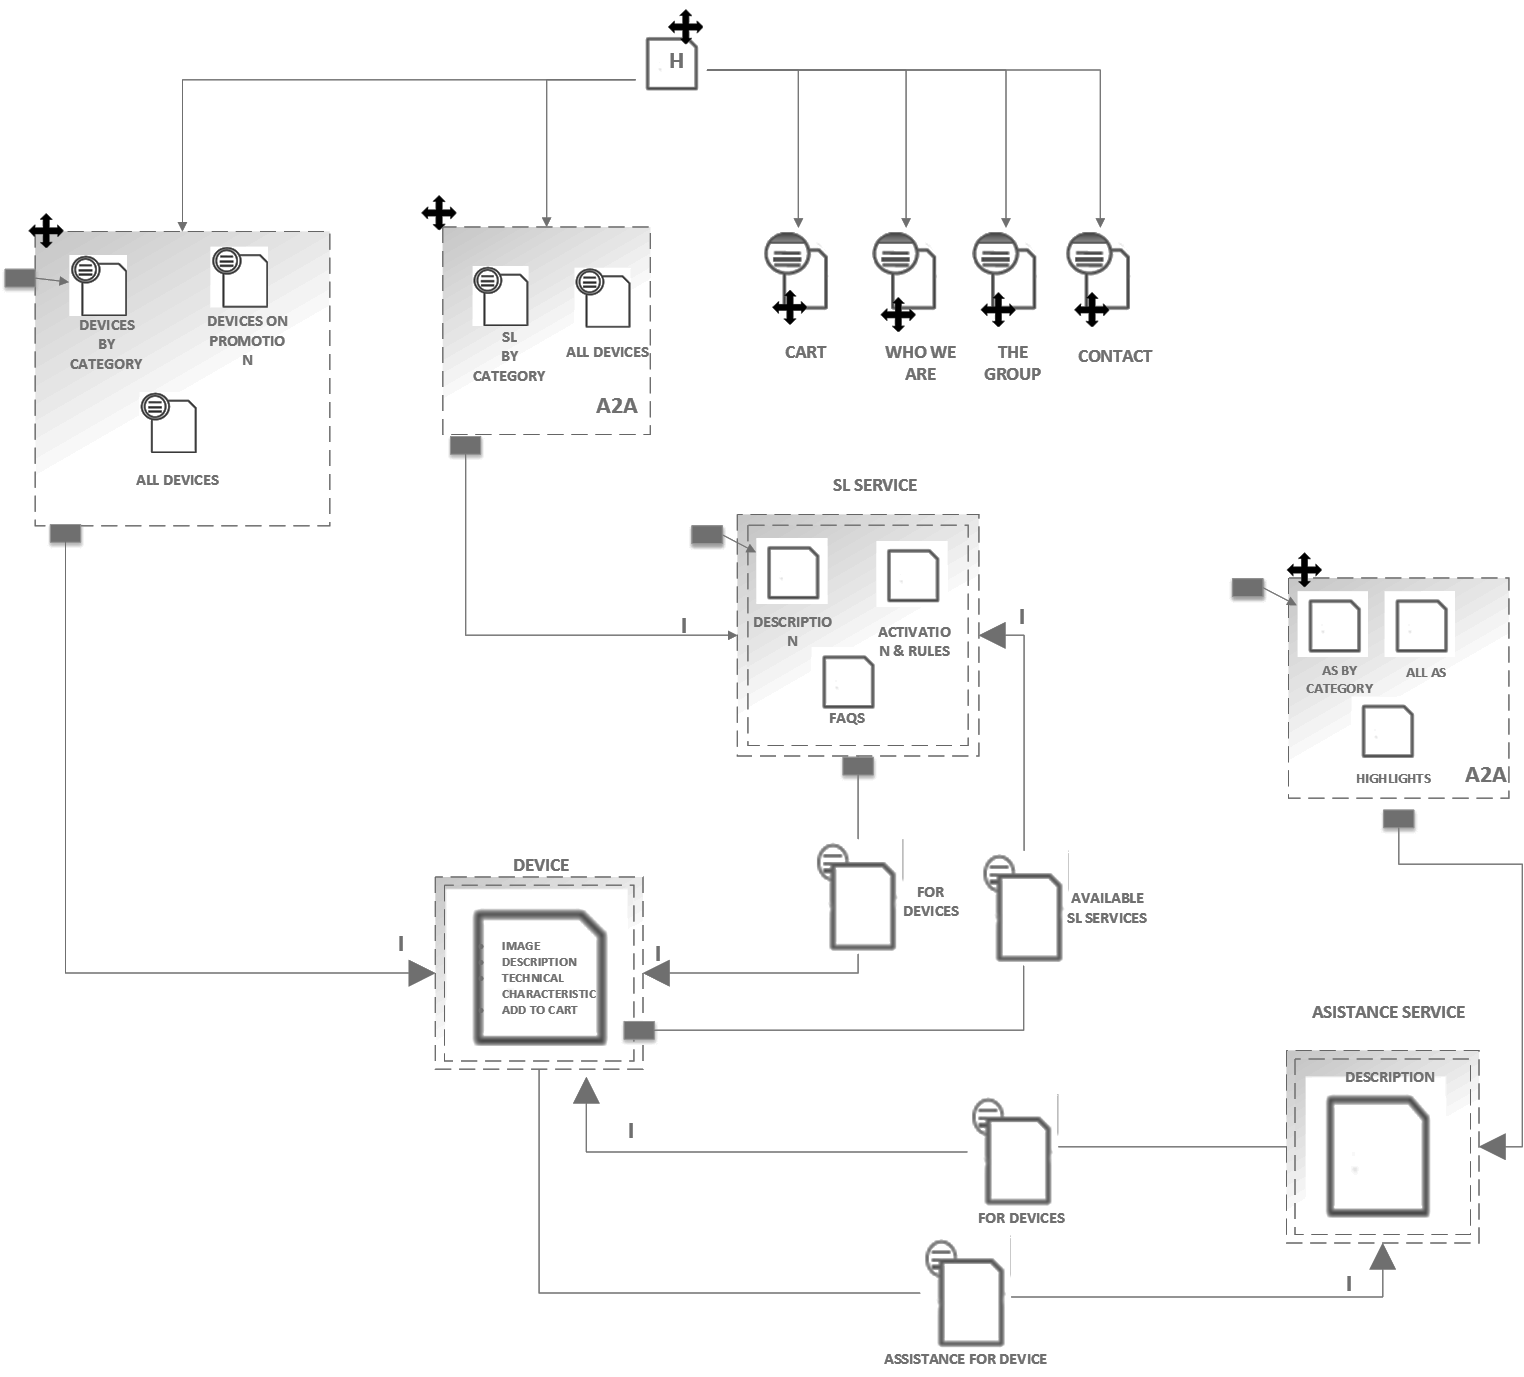 H
DEVICES
BY
CATEGORY
DEVICES ON
PROMOTIO
N
ALL DEVICES
SL
BY
CATEGORY
ALL DEVICES
A2A
CART
WHO WE
ARE
THE
GROUP
CONTACT
SL SERVICE
DESCRIPTIO
N
ACTIVATIO
N & RULES
FAQS
I
I
AS BY
CATEGORY
ALL AS
HIGHLIGHTS
A2A
DEVICE
IMAGE
DESCRIPTION
TECHNICAL
CHARACTERISTIC
ADD TO CART
I
I
FOR
DEVICES
AVAILABLE
SL SERVICES
ASISTANCE SERVICE
DESCRIPTION
I
FOR DEVICES
I
ASSISTANCE FOR DEVICE